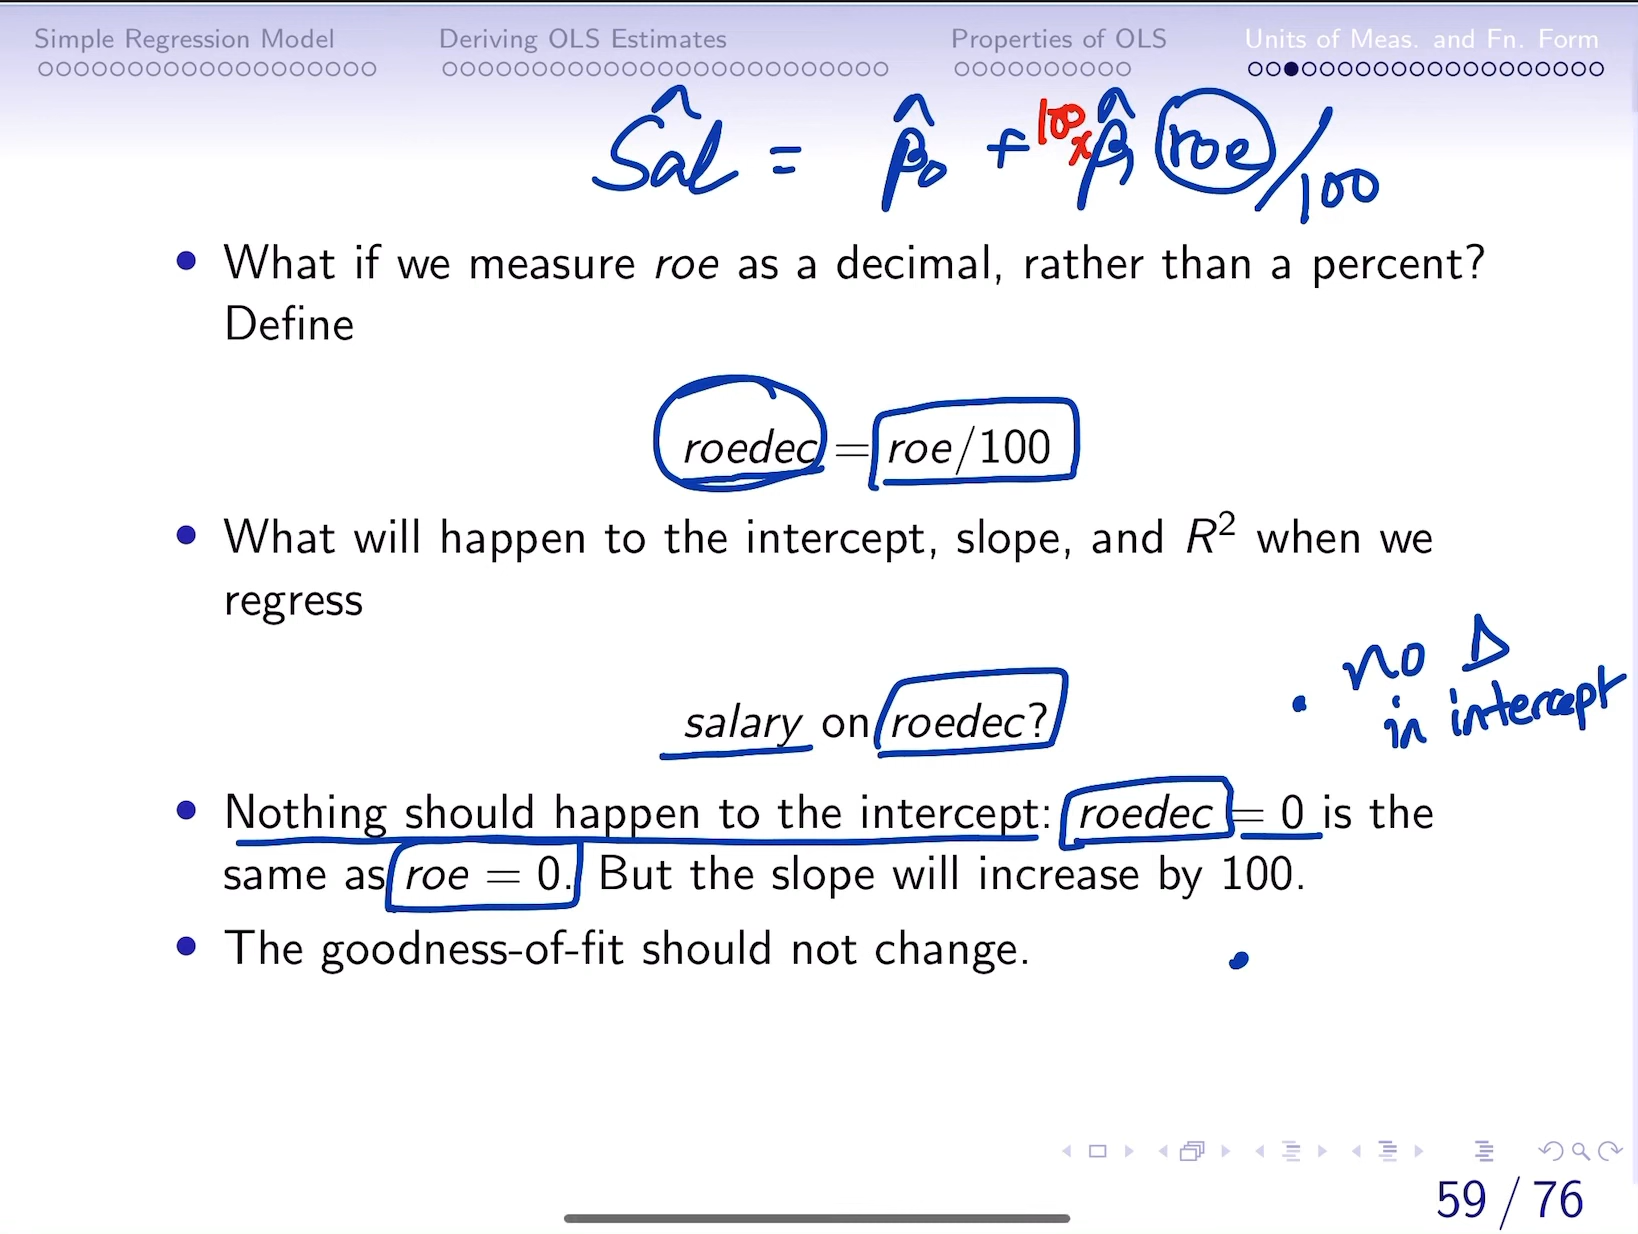 Simple Regression Model Deriving OLS Estimates Properties of OLS Units of Meas. and Fn. Form
Sal̂ = β̂₀ + 100 x β̂₁ roe/100
• What if we measure roe as a decimal, rather than a percent?
Define
roedec = roe/100
• What will happen to the intercept, slope, and R² when we
regress
• no Δ
in intercept
salary on roedec?
• Nothing should happen to the intercept: roedec = 0 is the
same as roe = 0. But the slope will increase by 100.
• The goodness-of-fit should not change.
59 / 76